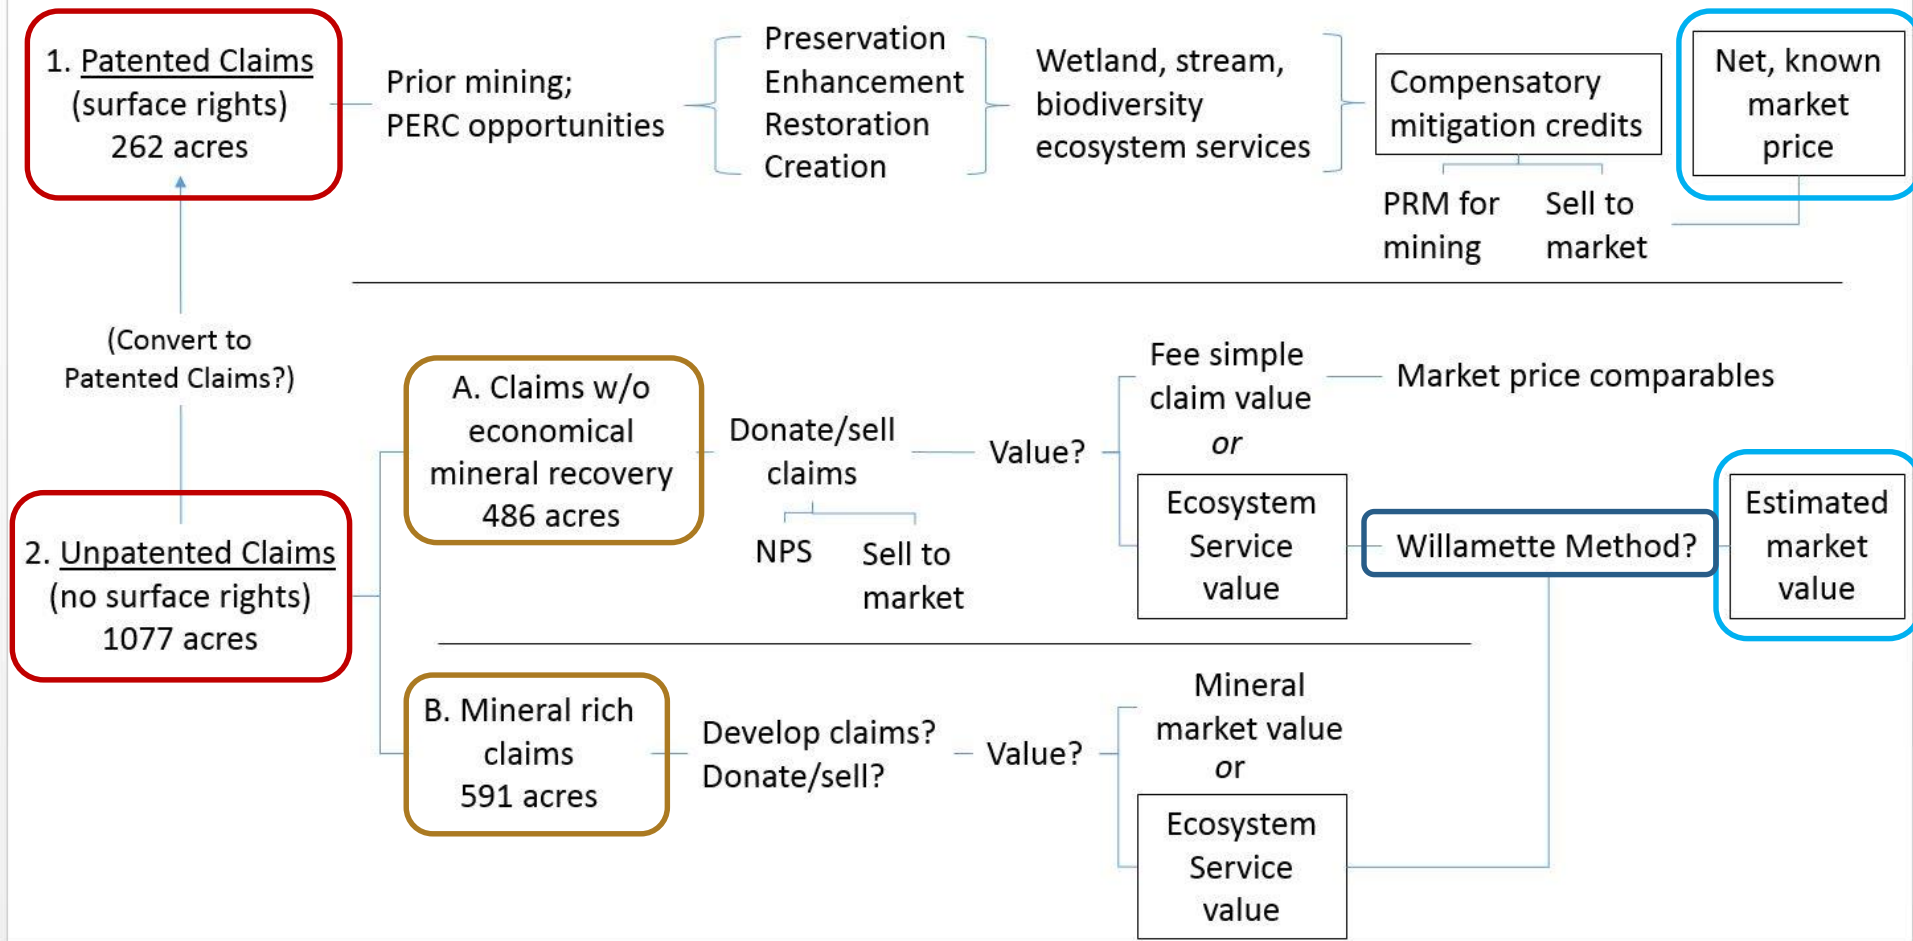 1. Patented Claims
(surface rights)
262 acres
Prior mining;
PERC opportunities
Preservation
Enhancement
Restoration
Creation
Wetland, stream,
biodiversity
ecosystem services
Compensatory
mitigation credits
PRM for
mining
Sell to
market
Net, known
market
price
(Convert to
Patented Claims?)
2. Unpatented Claims
(no surface rights)
1077 acres
A. Claims w/o
economical
mineral recovery
486 acres
Donate/sell
claims
NPS
Sell to
market
Value?
Fee simple
claim value
or
Ecosystem
Service
value
Market price comparables
Willamette Method?
Estimated
market
value
B. Mineral rich
claims
591 acres
Develop claims?
Donate/sell?
Value?
Mineral
market value
or
Ecosystem
Service
value